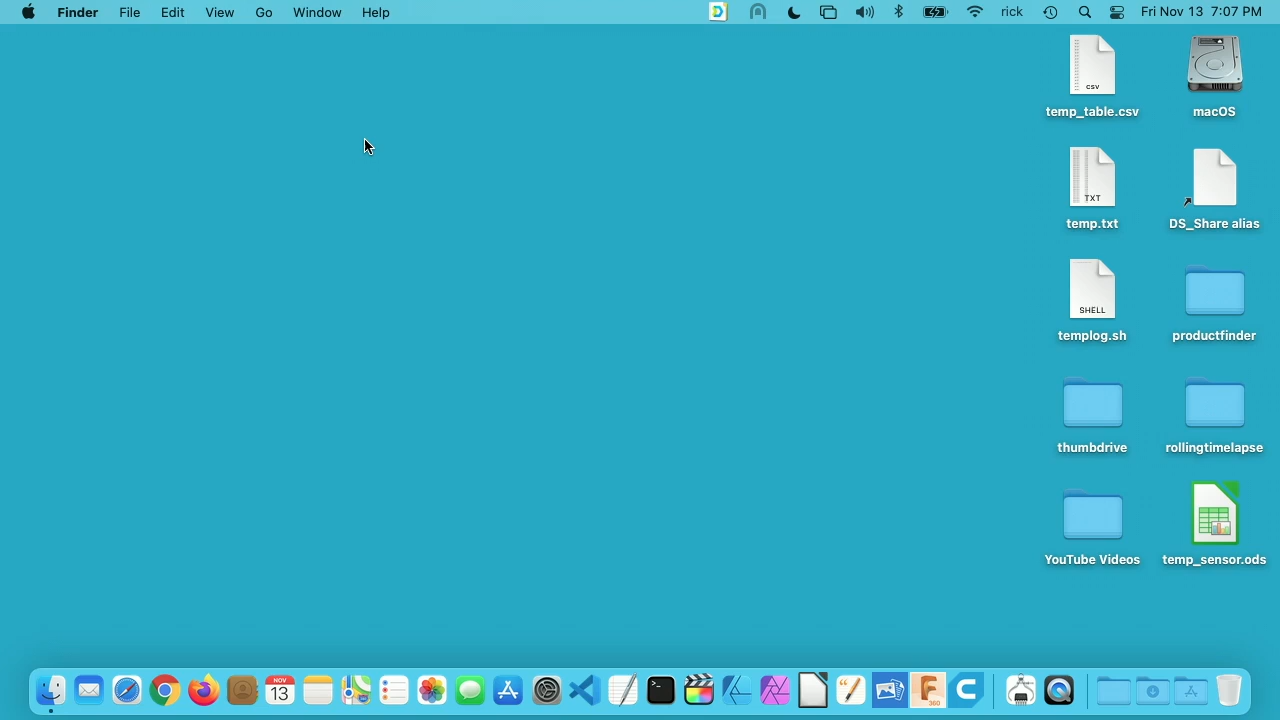 Finder File Edit View Go Window Help rick Fri Nov 13 7:07 PM
csv
temp_table.csv
macOS
TXT
temp.txt
DS_Share alias
SHELL
templog.sh
productfinder
thumbdrive
rollingtimelapse
YouTube Videos
temp_sensor.ods
NOV
13
360